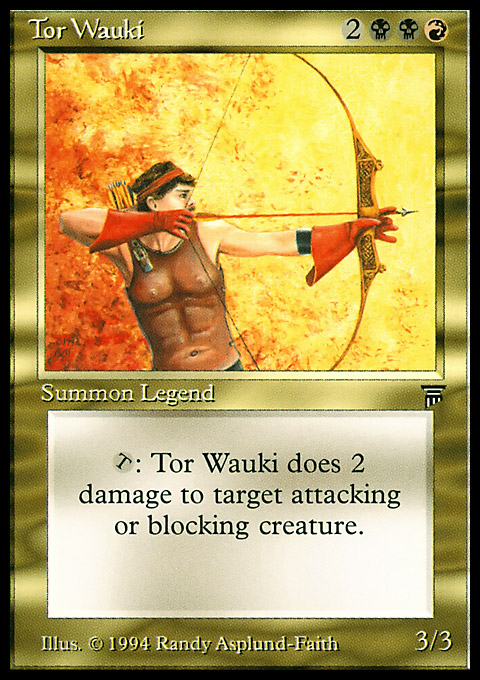 Tor Wauki 2
Summon Legend
T: Tor Wauki does 2
damage to target attacking
or blocking creature.
Illus. © 1994 Randy Asplund-Faith 3/3